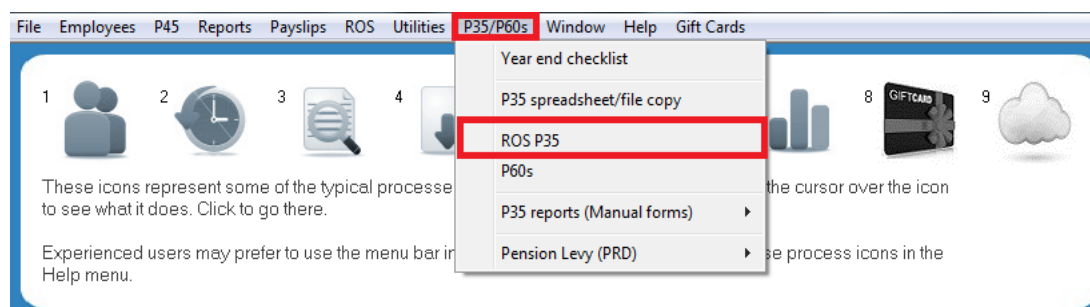 File Employees P45 Reports Payslips ROS Utilities P35/P60s Window Help Gift Cards
Year end checklist
P35 spreadsheet/file copy
ROS P35
P60s
P35 reports (Manual forms)
Pension Levy (PRD)
1 2 3 4 8 GIFTCARD 9
These icons represent some of the typical processe the cursor over the icon
to see what it does. Click to go there.
Experienced users may prefer to use the menu bar in se process icons in the
Help menu.